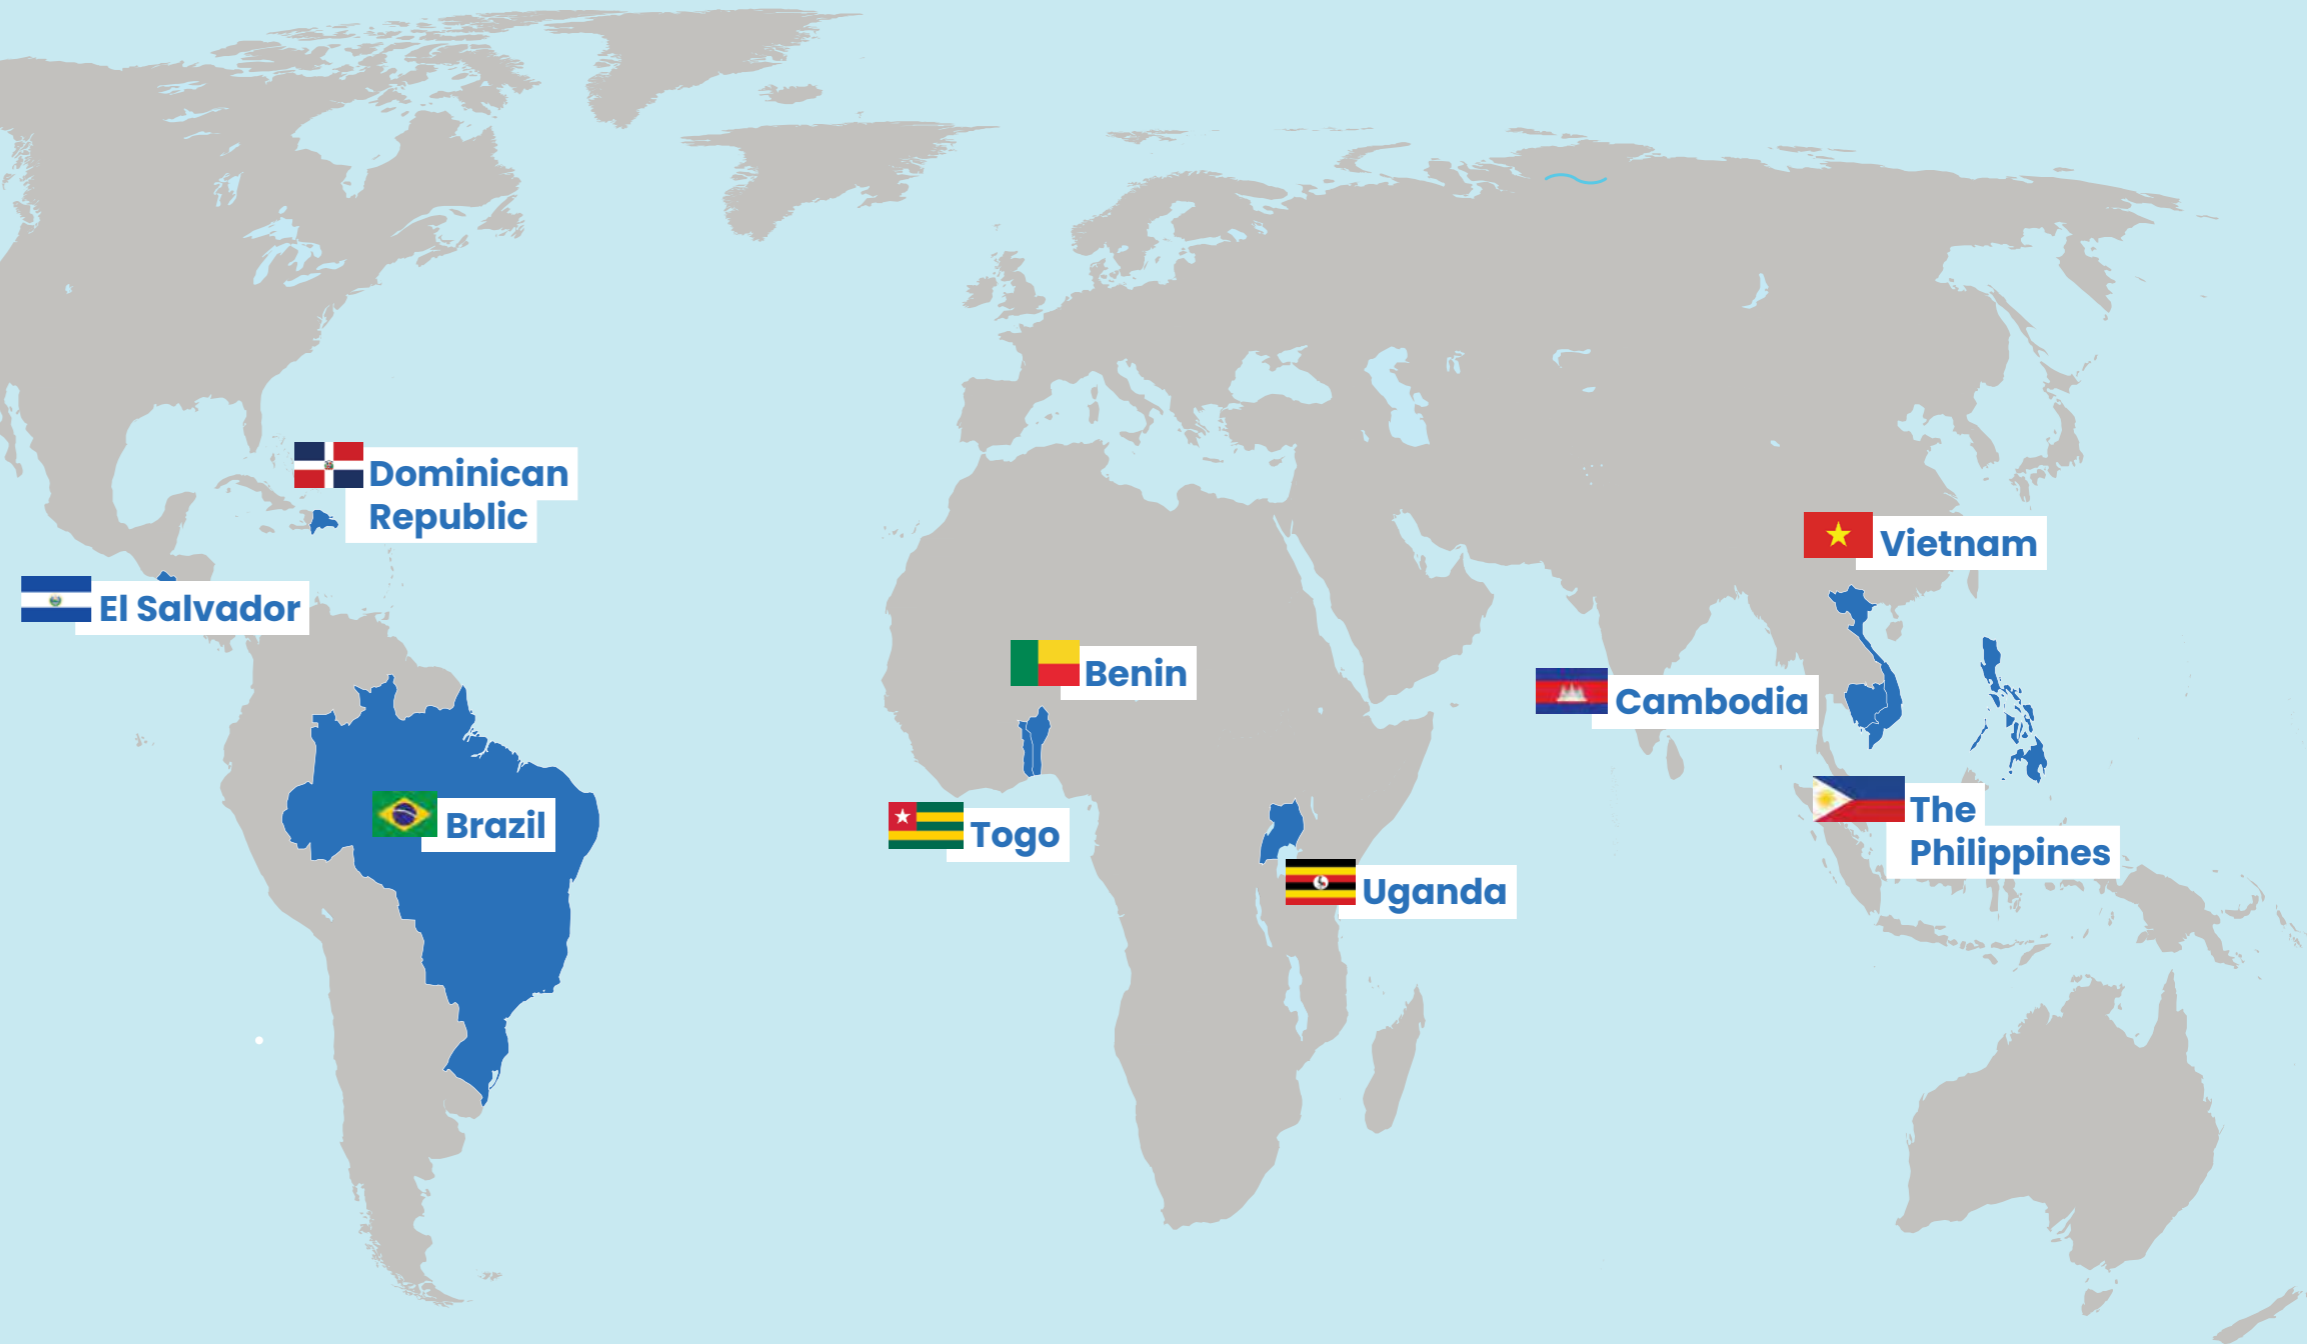 Dominican
Republic
Vietnam
El Salvador
Benin
Cambodia
Brazil
Togo
The
Philippines
Uganda